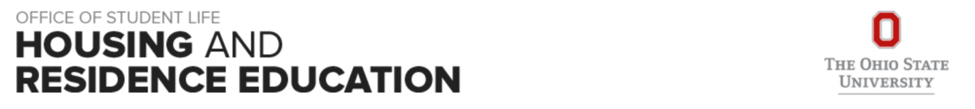 OFFICE OF STUDENT LIFE
HOUSING AND
RESIDENCE EDUCATION
THE OHIO STATE
UNIVERSITY